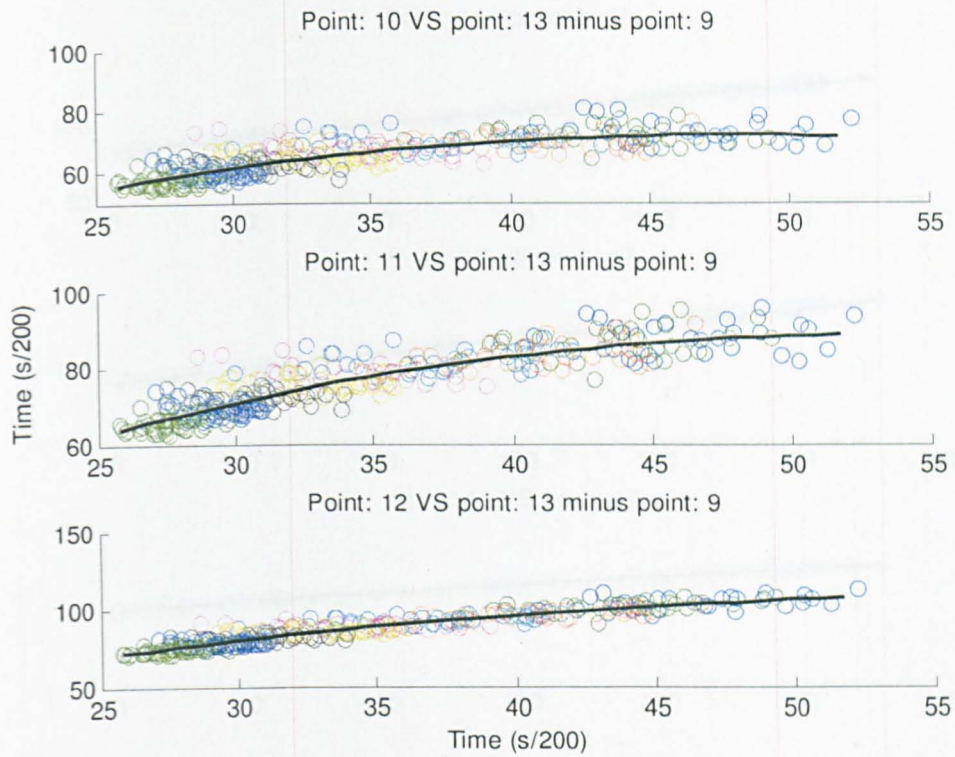 Point: 10 VS point: 13 minus point: 9
100
80
60
25 30 35 40 45 50 55
Point: 11 VS point: 13 minus point: 9
100
80
60
25 30 35 40 45 50 55
Time (s/200)
Point: 12 VS point: 13 minus point: 9
150
100
50
25 30 35 40 45 50 55
Time (s/200)